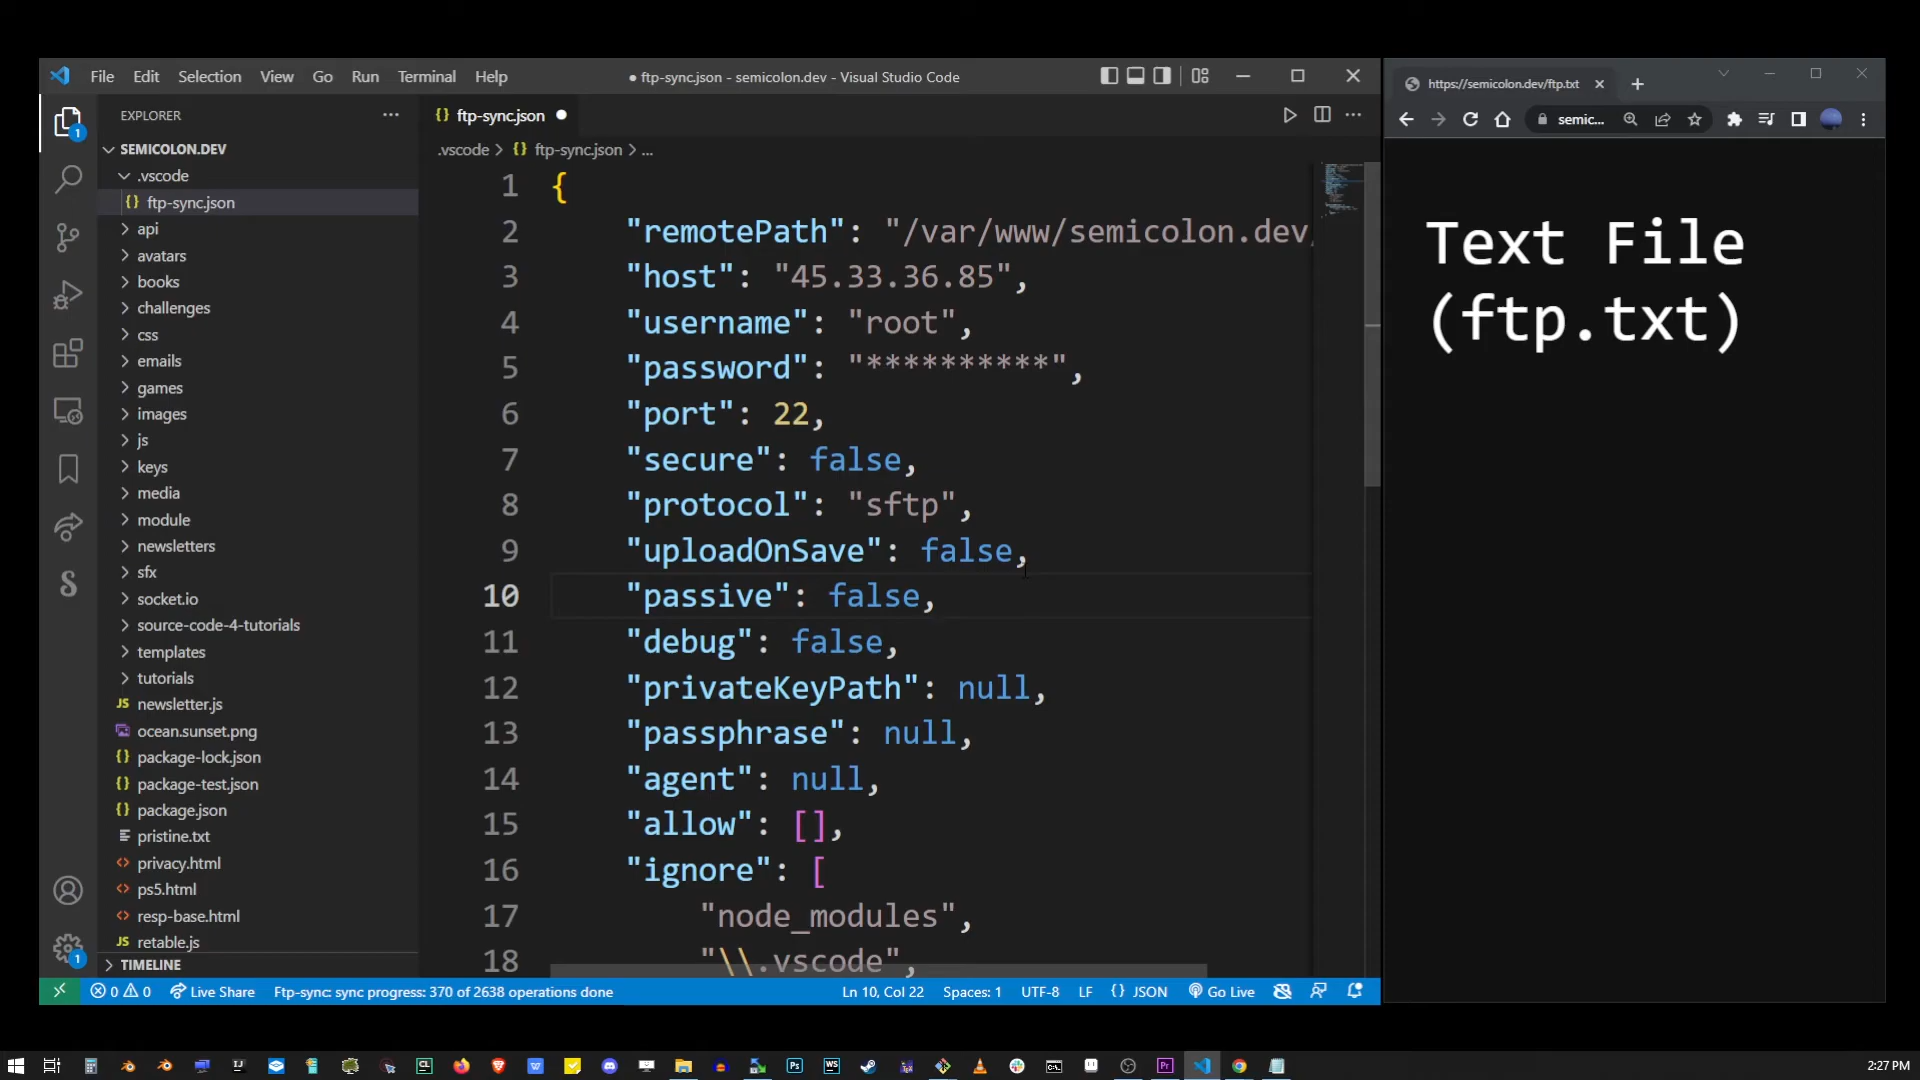 File Edit Selection View Go Run Terminal Help
● ftp-sync.json - semicolon.dev - Visual Studio Code
EXPLORER
SEMICOLON.DEV
.vscode
{} ftp-sync.json
api
avatars
books
challenges
css
emails
games
images
js
keys
media
module
newsletters
sfx
socket.io
source-code-4-tutorials
templates
tutorials
JS newsletter.js
ocean.sunset.png
{} package-lock.json
{} package-test.json
{} package.json
pristine.txt
<> privacy.html
<> ps5.html
<> resp-base.html
JS retable.js
TIMELINE
1
1
{} ftp-sync.json ●
.vscode > {} ftp-sync.json > ...
1 {
2 "remotePath": "/var/www/semicolon.dev/
3 "host": "45.33.36.85",
4 "username": "root",
5 "password": "**********",
6 "port": 22,
7 "secure": false,
8 "protocol": "sftp",
9 "uploadOnSave": false,
10 "passive": false,
11 "debug": false,
12 "privateKeyPath": null,
13 "passphrase": null,
14 "agent": null,
15 "allow": [],
16 "ignore": [
17 "node_modules",
18 "\\.vscode",
0 0 Live Share Ftp-sync: sync progress: 370 of 2638 operations done
Ln 10, Col 22 Spaces: 1 UTF-8 LF {} JSON Go Live
https://semicolon.dev/ftp.txt
semic...
Text File
(ftp.txt)
2:27 PM